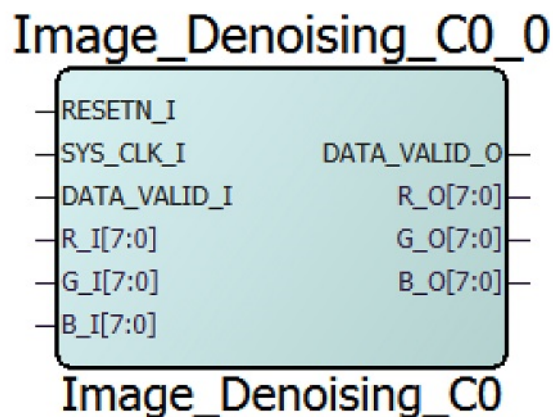 Image_Denoising_C0_0
RESETN_I
SYS_CLK_I DATA_VALID_O
DATA_VALID_I R_O[7:0]
R_I[7:0] G_O[7:0]
G_I[7:0] B_O[7:0]
B_I[7:0]
Image_Denoising_C0